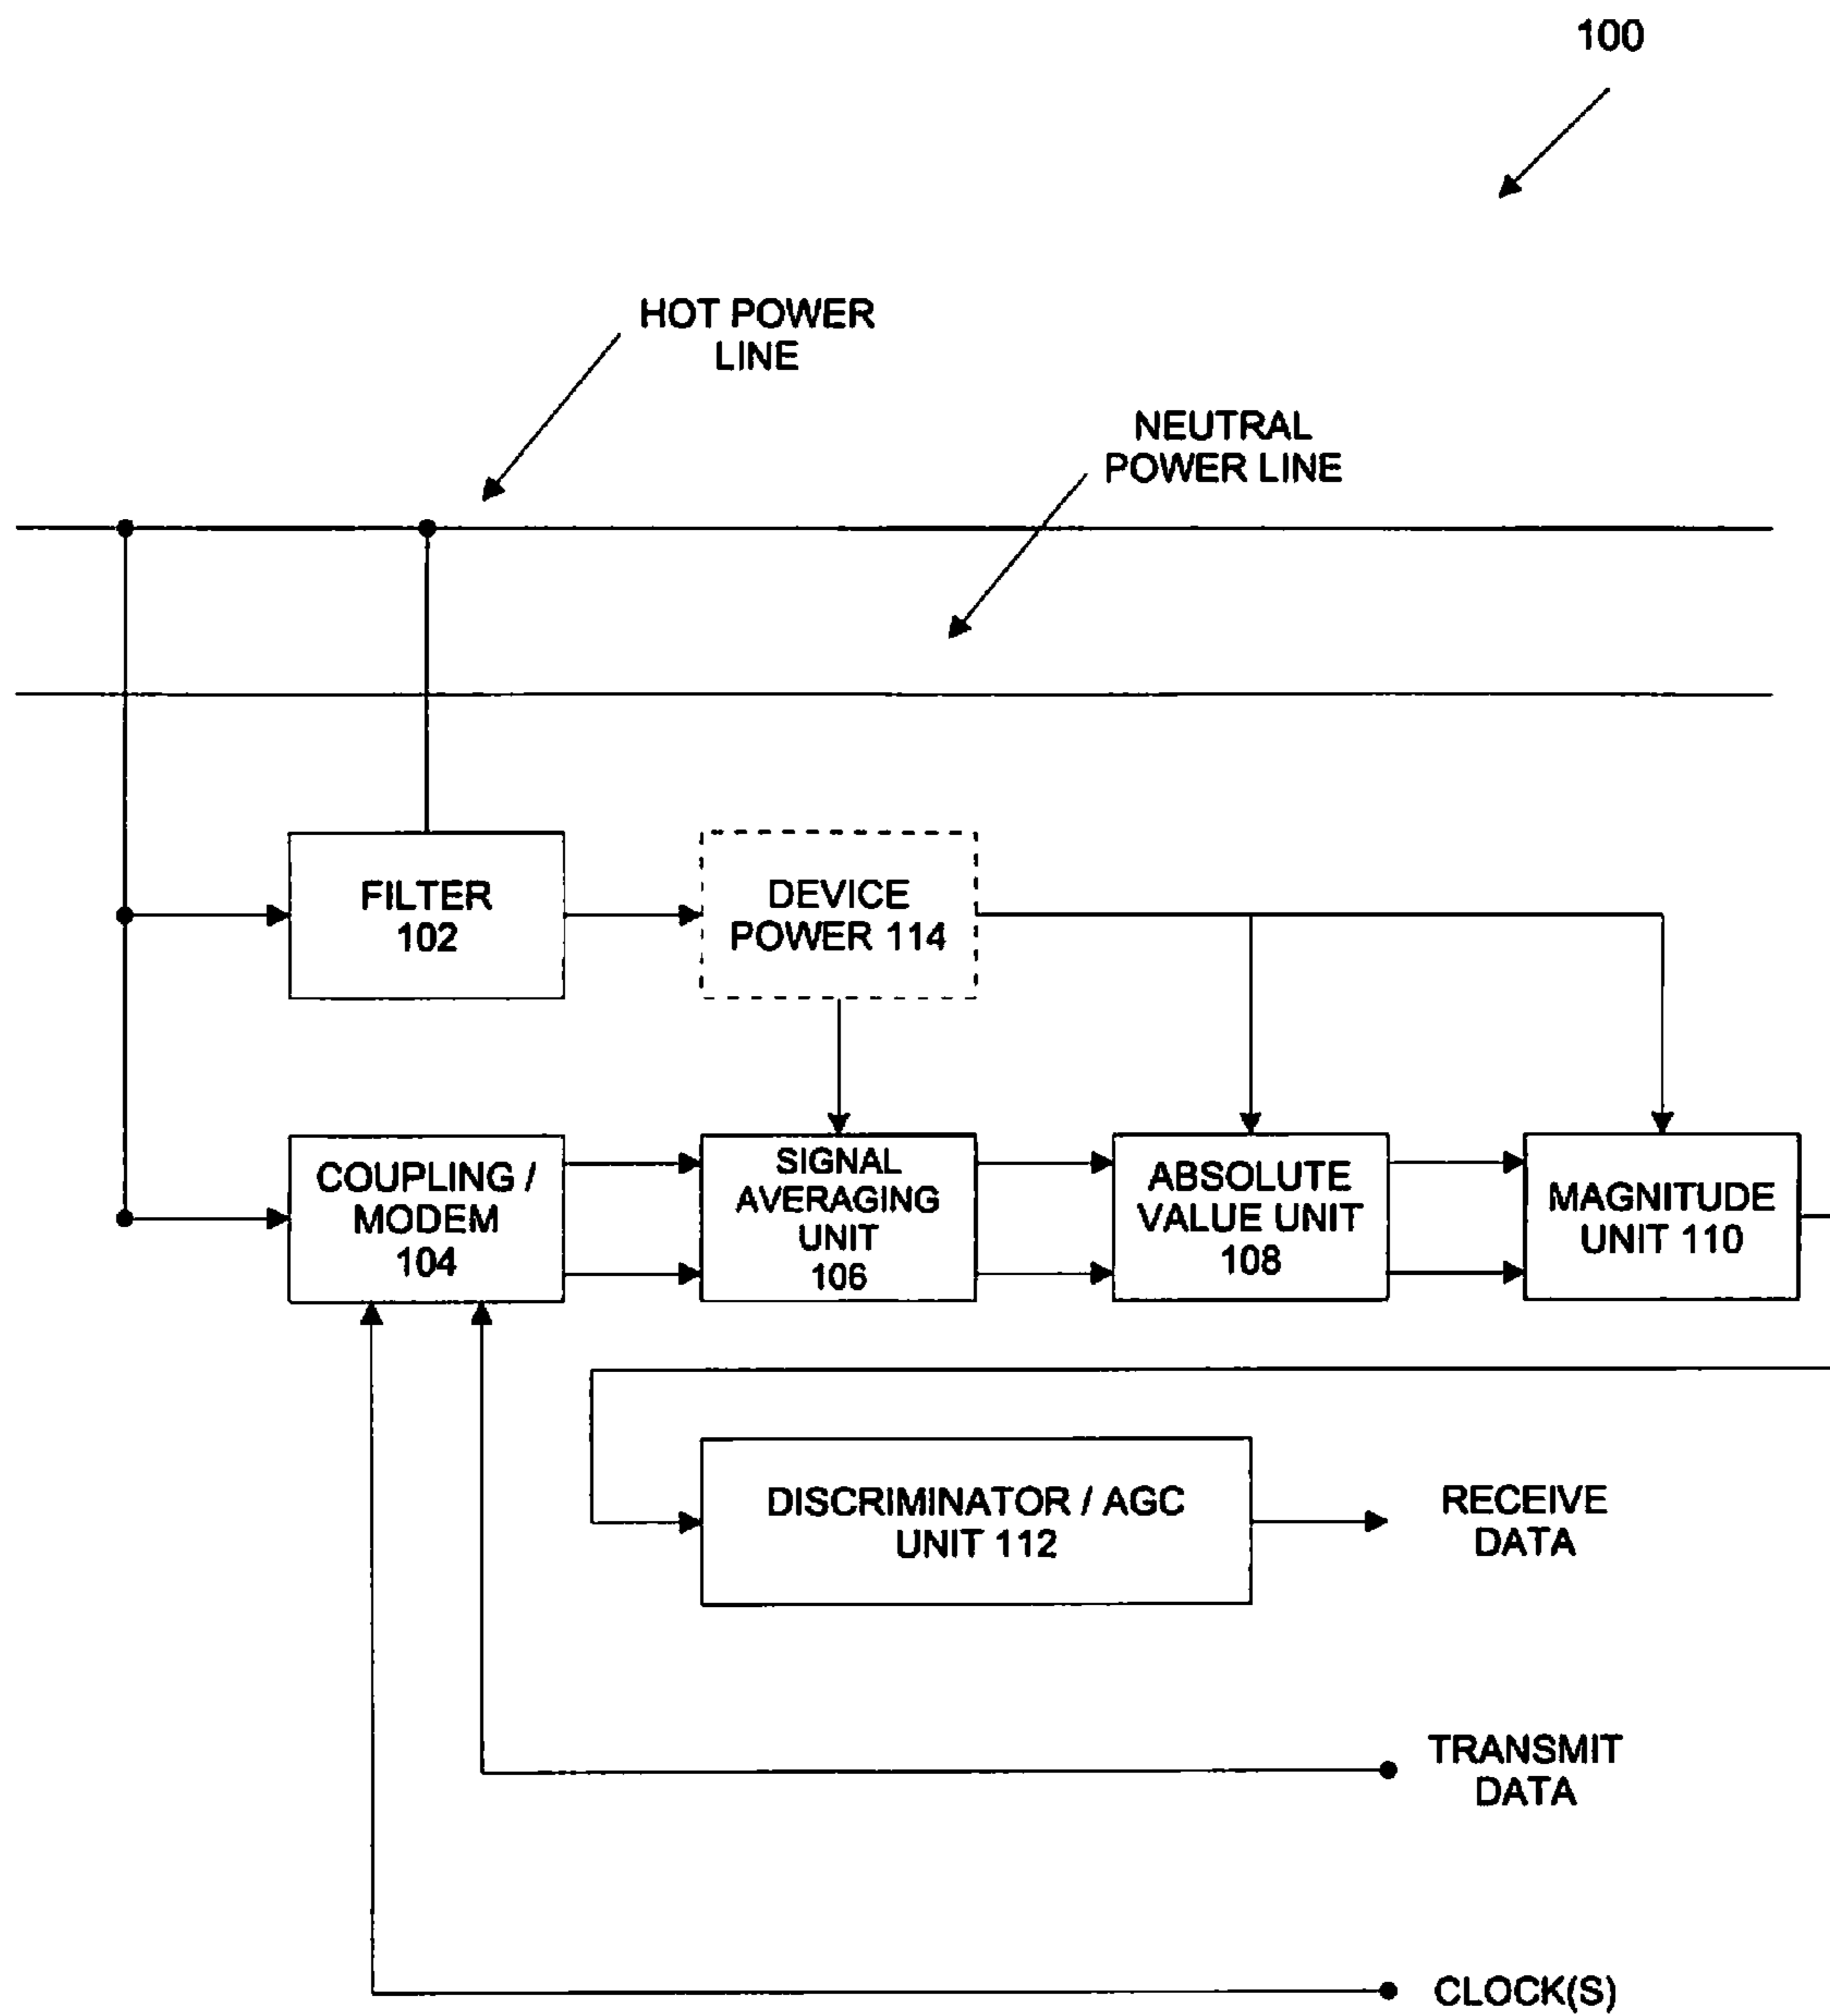 100
HOT POWER
LINE
NEUTRAL
POWER LINE
FILTER
102
DEVICE
POWER 114
COUPLING /
MODEM
104
SIGNAL
AVERAGING
UNIT
106
ABSOLUTE
VALUE UNIT
108
MAGNITUDE
UNIT 110
DISCRIMINATOR / AGC
UNIT 112
RECEIVE
DATA
TRANSMIT
DATA
CLOCK(S)